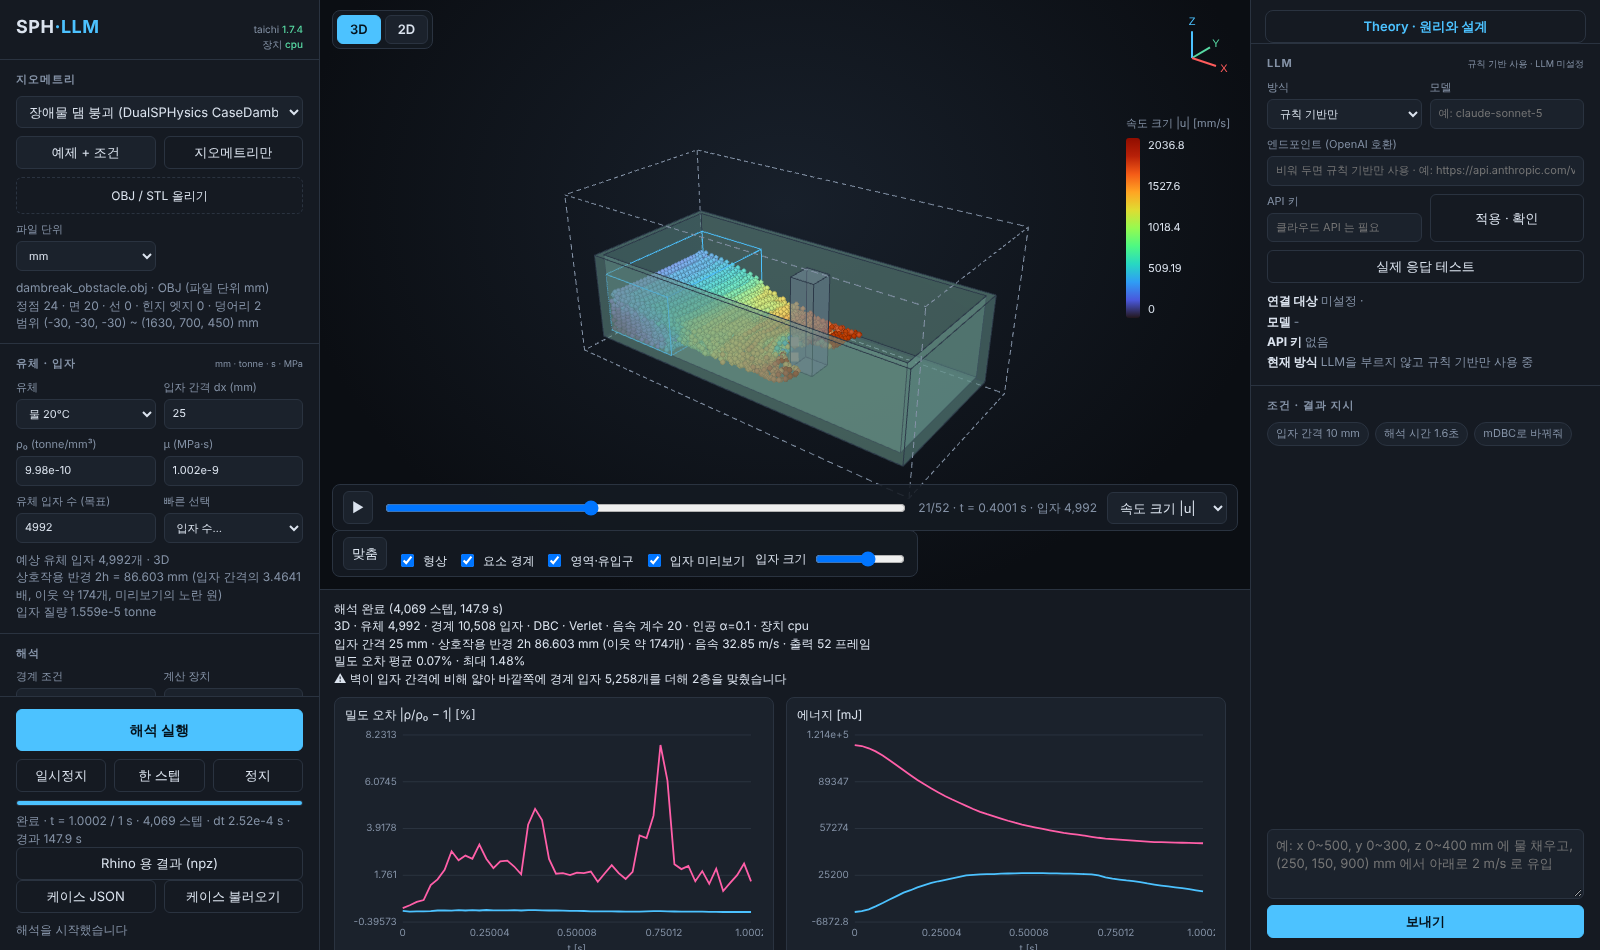 SPH·LLM
taichi 1.7.4
장치 cpu
지오메트리
장애물 댐 붕괴 (DualSPHysics CaseDamb
예제 + 조건
지오메트리만
OBJ / STL 올리기
파일 단위
mm
dambreak_obstacle.obj · OBJ (파일 단위 mm)
정점 24 · 면 20 · 선 0 · 힌지 엣지 0 · 덩어리 2
범위 (-30, -30, -30) ~ (1630, 700, 450) mm
유체 · 입자
mm · tonne · s · MPa
유체
입자 간격 dx (mm)
물 20°C
25
ρ₀ (tonne/mm³)
μ (MPa·s)
9.98e-10
1.002e-9
유체 입자 수 (목표)
빠른 선택
4992
입자 수...
예상 유체 입자 4,992개 · 3D
상호작용 반경 2h = 86.603 mm (입자 간격의 3.4641
배, 이웃 약 174개, 미리보기의 노란 원)
입자 질량 1.559e-5 tonne
해석
경계 조건
계산 장치
해석 실행
일시정지
한 스텝
정지
완료 · t = 1.0002 / 1 s · 4,069 스텝 · dt 2.52e-4 s ·
경과 147.9 s
Rhino 용 결과 (npz)
케이스 JSON
케이스 불러오기
해석을 시작했습니다
3D
2D
Z
Y
X
속도 크기 |u| [mm/s]
2036.8
1527.6
1018.4
509.19
0
21/52 · t = 0.4001 s · 입자 4,992
속도 크기 |u|
맞춤
형상
요소 경계
영역·유입구
입자 미리보기
입자 크기
해석 완료 (4,069 스텝, 147.9 s)
3D · 유체 4,992 · 경계 10,508 입자 · DBC · Verlet · 음속 계수 20 · 인공 α=0.1 · 장치 cpu
입자 간격 25 mm · 상호작용 반경 2h 86.603 mm (이웃 약 174개) · 음속 32.85 m/s · 출력 52 프레임
밀도 오차 평균 0.07% · 최대 1.48%
⚠ 벽이 입자 간격에 비해 얇아 바깥쪽에 경계 입자 5,258개를 더해 2층을 맞췄습니다
밀도 오차 |ρ/ρ₀ − 1| [%]
8.2313
6.0745
3.9178
1.761
-0.39573
0
0.25004
0.50008
0.75012
1.0002
t [s]
에너지 [mJ]
1.214e+5
89347
57274
25200
-6872.8
0
0.25004
0.50008
0.75012
1.0002
t [s]
Theory · 원리와 설계
LLM
규칙 기반 사용 · LLM 미설정
방식
모델
규칙 기반만
예: claude-sonnet-5
엔드포인트 (OpenAI 호환)
비워 두면 규칙 기반만 사용 · 예: https://api.anthropic.com/v
API 키
클라우드 API 는 필요
적용 · 확인
실제 응답 테스트
연결 대상 미설정 ·
모델 -
API 키 없음
현재 방식 LLM을 부르지 않고 규칙 기반만 사용 중
조건 · 결과 지시
입자 간격 10 mm
해석 시간 1.6초
mDBC로 바꿔줘
예: x 0~500, y 0~300, z 0~400 mm 에 물 채우고,
(250, 150, 900) mm 에서 아래로 2 m/s 로 유입
보내기